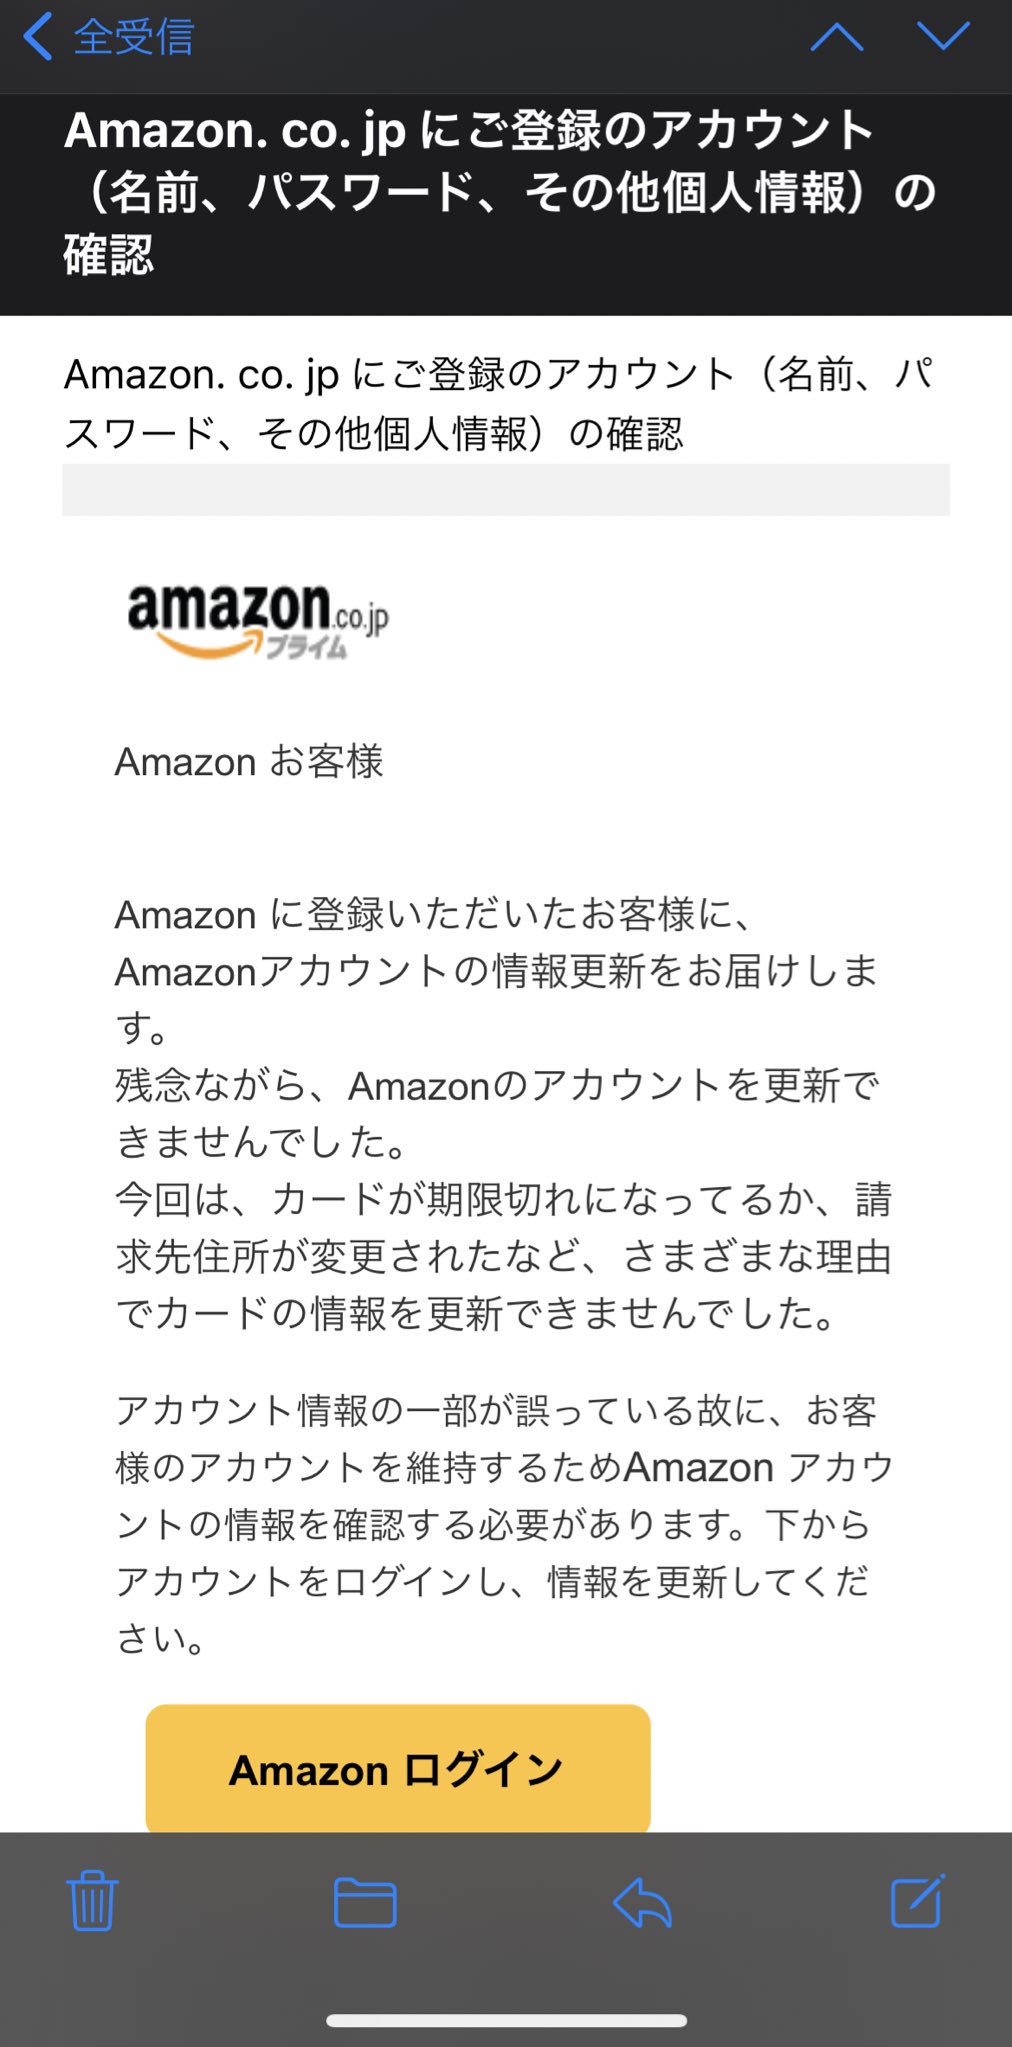 全受信
Amazon. co. jp にご登録のアカウント
（名前、パスワード、その他個人情報）の
確認
Amazon. co. jp にご登録のアカウント（名前、パ
スワード、その他個人情報）の確認
amazon.co.jp
プライム
Amazon お客様
Amazon に登録いただいたお客様に、
Amazonアカウントの情報更新をお届けしま
す。
残念ながら、Amazonのアカウントを更新で
きませんでした。
今回は、カードが期限切れになってるか、請
求先住所が変更されたなど、さまざまな理由
でカードの情報を更新できませんでした。
アカウント情報の一部が誤っている故に、お客
様のアカウントを維持するためAmazon アカウ
ントの情報を確認する必要があります。下から
アカウントをログインし、情報を更新してくだ
さい。
Amazon ログイン